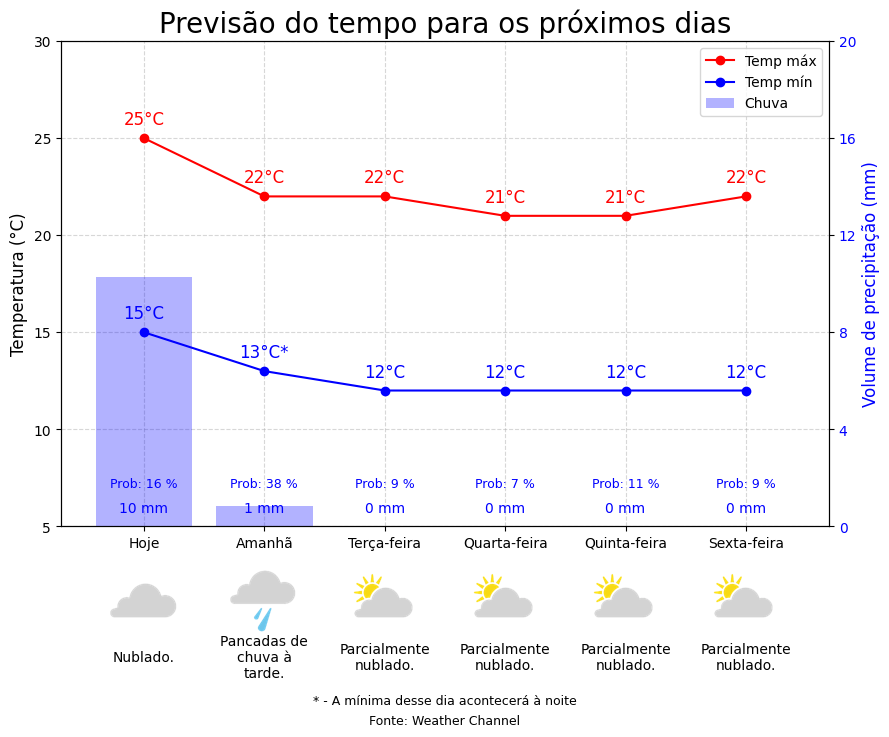 Previsão do tempo para os próximos dias
Temp máx
Temp mín
Chuva
Temperatura (°C)
Volume de precipitação (mm)
30
25
20
15
10
5
20
16
12
8
4
0
25°C
22°C
22°C
21°C
21°C
22°C
15°C
13°C*
12°C
12°C
12°C
12°C
Prob: 16 %
Prob: 38 %
Prob: 9 %
Prob: 7 %
Prob: 11 %
Prob: 9 %
10 mm
1 mm
0 mm
0 mm
0 mm
0 mm
Hoje
Amanhã
Terça-feira
Quarta-feira
Quinta-feira
Sexta-feira
Nublado.
Pancadas de
chuva à
tarde.
Parcialmente
nublado.
Parcialmente
nublado.
Parcialmente
nublado.
Parcialmente
nublado.
* - A mínima desse dia acontecerá à noite
Fonte: Weather Channel